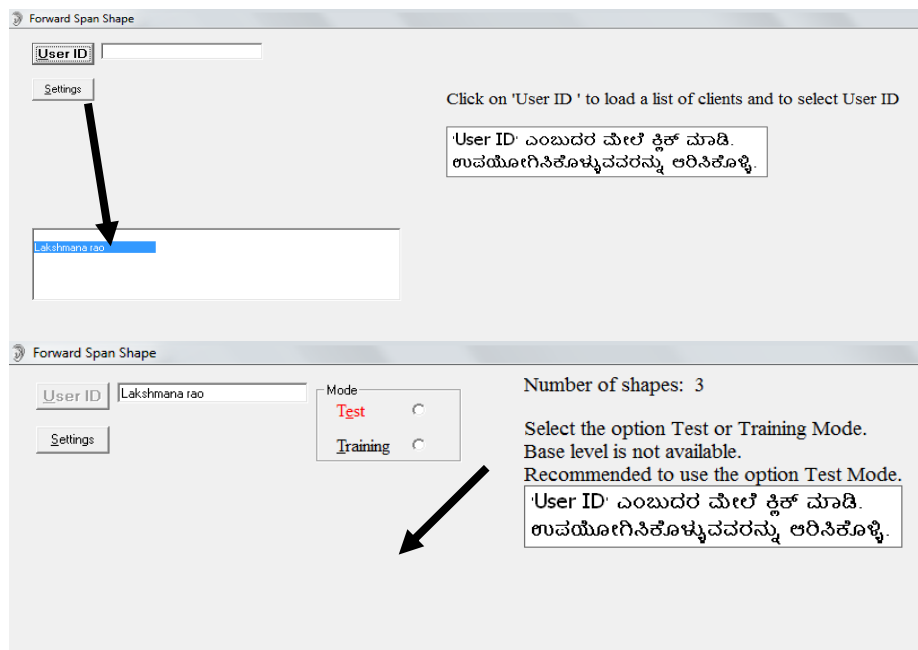 Forward Span Shape
User ID
Settings
Click on 'User ID ' to load a list of clients and to select User ID
'User ID' ಎಂಬುದರ ಮೇಲೆ ಕ್ಲಿಕ್ ಮಾಡಿ.
ಉಪಯೋಗಿಸಿಕೊಳ್ಳುವವರನ್ನು ಆರಿಸಿಕೊಳ್ಳಿ.
Lakshmana rao
Forward Span Shape
User ID Lakshmana rao
Settings
Mode
Test
Training
Number of shapes: 3
Select the option Test or Training Mode.
Base level is not available.
Recommended to use the option Test Mode.
'User ID' ಎಂಬುದರ ಮೇಲೆ ಕ್ಲಿಕ್ ಮಾಡಿ.
ಉಪಯೋಗಿಸಿಕೊಳ್ಳುವವರನ್ನು ಆರಿಸಿಕೊಳ್ಳಿ.